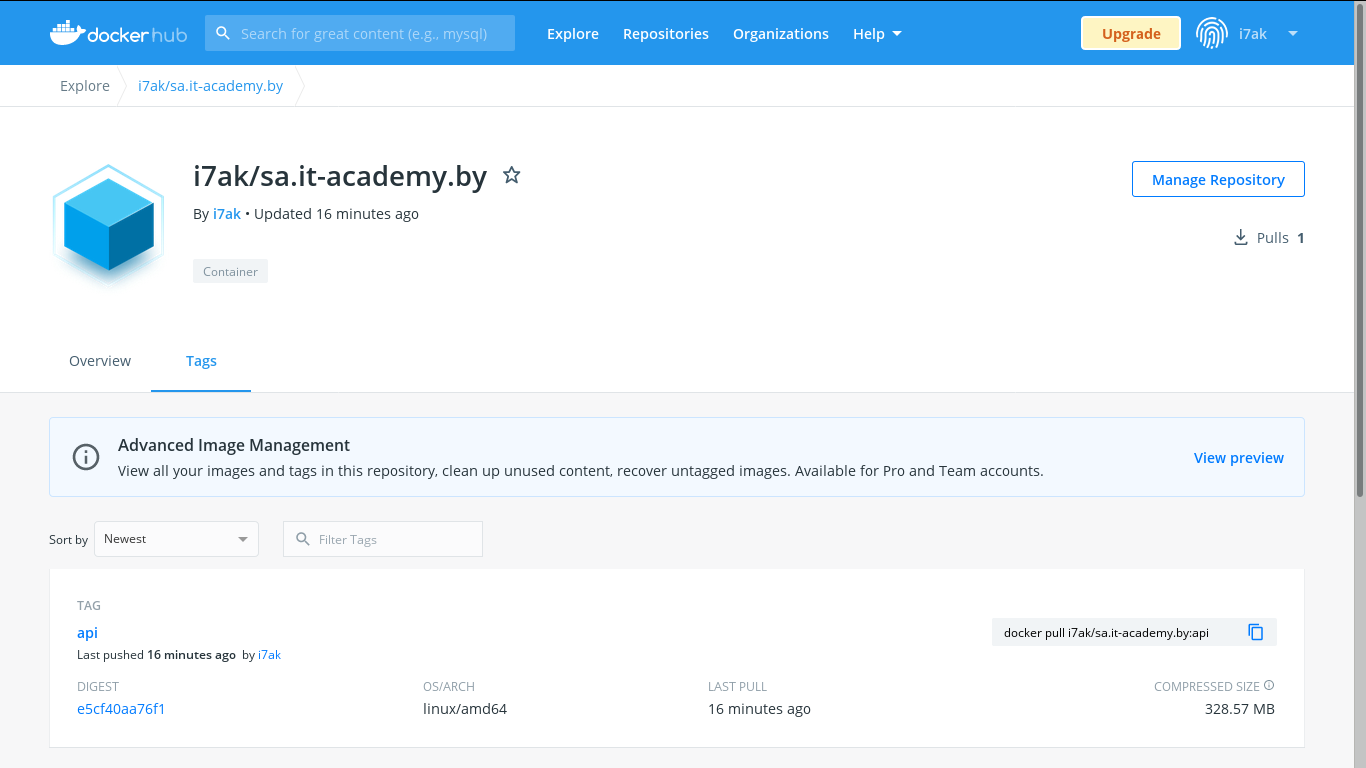 docker hub
Search for great content (e.g., mysql)
Explore
Repositories
Organizations
Help
Upgrade
i7ak
Explore
i7ak/sa.it-academy.by
i7ak/sa.it-academy.by
Manage Repository
By i7ak • Updated 16 minutes ago
Pulls 1
Container
Overview
Tags
Advanced Image Management
View all your images and tags in this repository, clean up unused content, recover untagged images. Available for Pro and Team accounts.
View preview
Sort by
Newest
Filter Tags
TAG
api
docker pull i7ak/sa.it-academy.by:api
Last pushed 16 minutes ago by i7ak
DIGEST
OS/ARCH
LAST PULL
COMPRESSED SIZE
e5cf40aa76f1
linux/amd64
16 minutes ago
328.57 MB